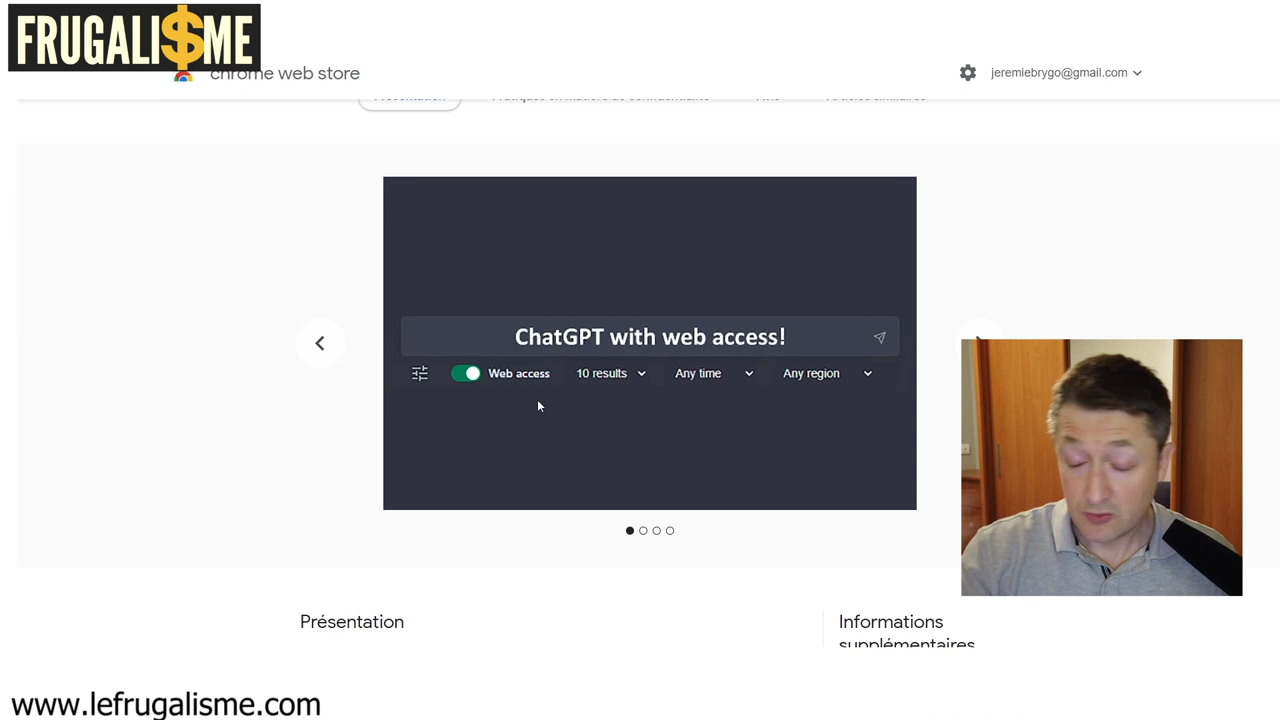 FRUGALI$ME
chrome web store
jeremiebrygo@gmail.com
ChatGPT with web access!
Web access
10 results
Any time
Any region
Présentation
Informations
supplémentaires
www.lefrugalisme.com